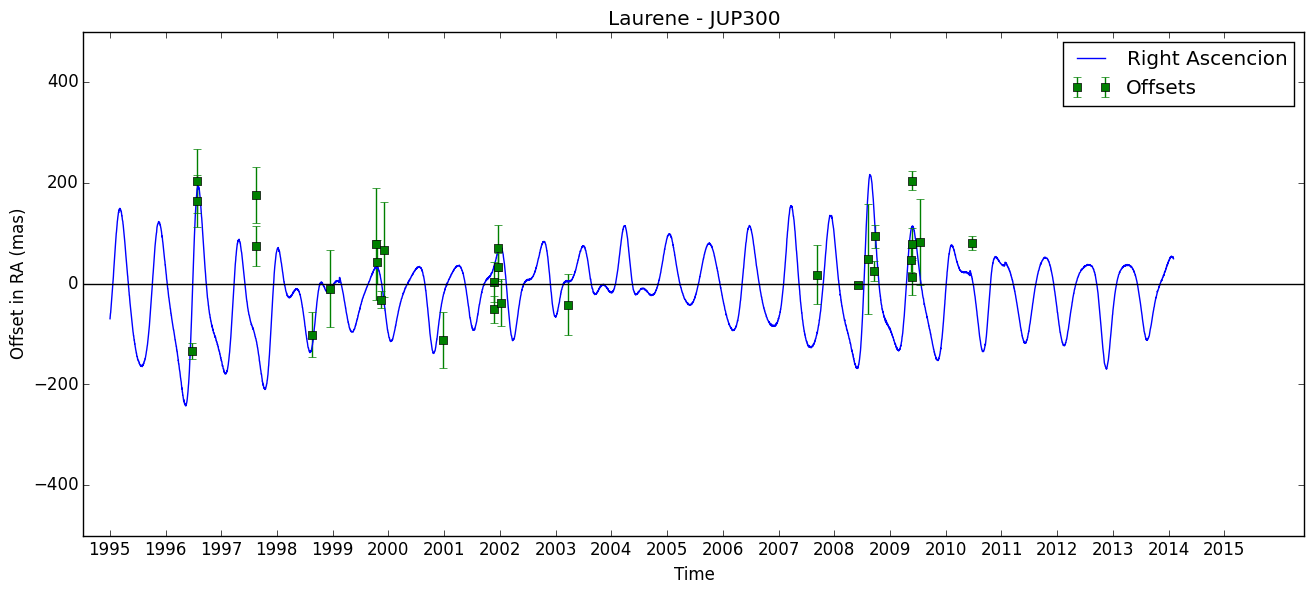 Laurene - JUP300
Right Ascencion
Offsets
Offset in RA (mas)
400
200
0
−200
−400
1995 1996 1997 1998 1999 2000 2001 2002 2003 2004 2005 2006 2007 2008 2009 2010 2011 2012 2013 2014 2015
Time